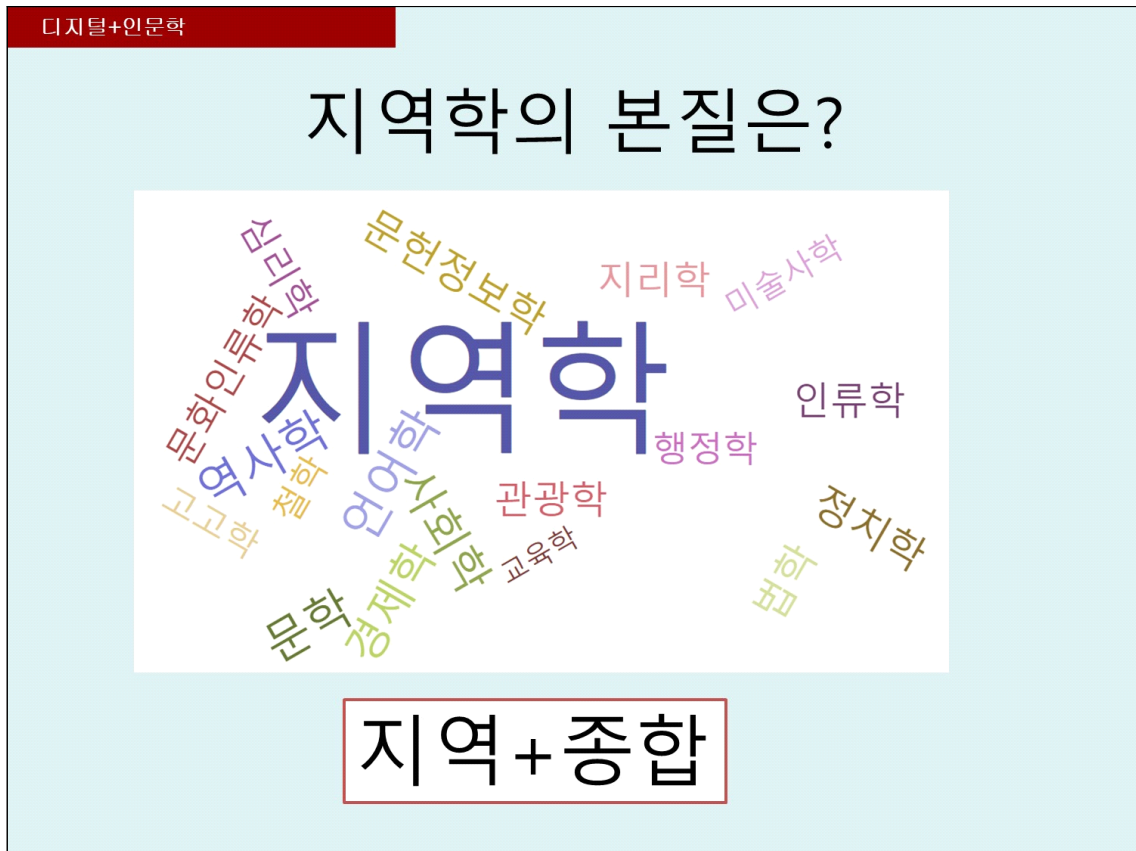 디지털+인문학
지역학의 본질은?
심리학
문헌정보학
지리학
미술사학
문화인류학
지역학
인류학
역사학
철학
언어학
행정학
고고학
사회학
관광학
정치학
교육학
경제학
법학
문학
지역+종합